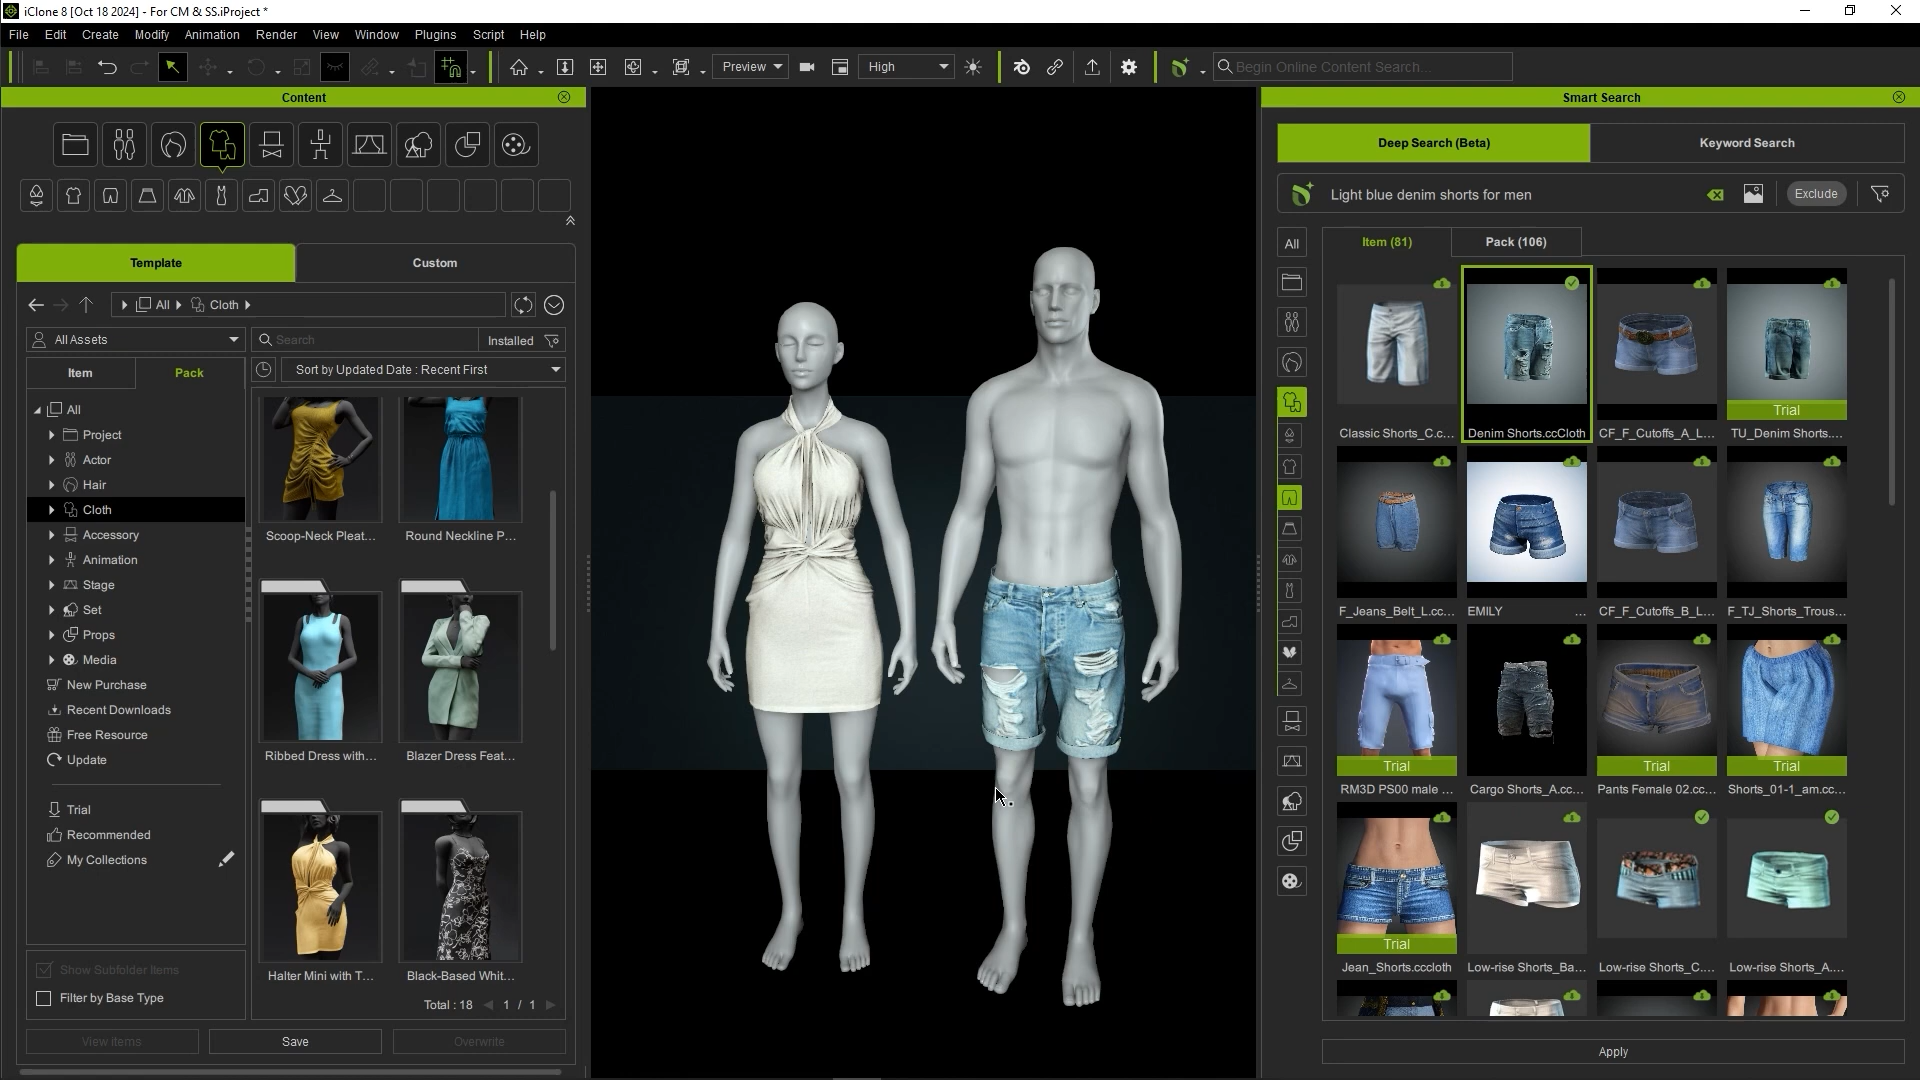 iClone 8 [Oct 18 2024] - For CM & SS.iProject *
File Edit Create Modify Animation Render View Window Plugins Script Help
Preview High Begin Online Content Search...
Content
Template Custom
All Cloth
All Assets Search Installed
Item Pack Sort by Updated Date : Recent First
All
Project
Actor
Hair
Cloth
Accessory
Animation
Stage
Set
Props
Media
New Purchase
Recent Downloads
Free Resource
Update
Trial
Recommended
My Collections
Show Subfolder Items
Filter by Base Type
Scoop-Neck Pleat... Round Neckline P...
Ribbed Dress with... Blazer Dress Feat...
Halter Mini with T... Black-Based Whit...
Total : 18 1 / 1
View Items Save Overwrite
Smart Search
Deep Search (Beta) Keyword Search
Light blue denim shorts for men Exclude
All Item (81) Pack (106)
Trial
Classic Shorts_C.c... Denim Shorts.ccCloth CF_F_Cutoffs_A_L... TU_Denim Shorts....
F_Jeans_Belt_L.cc... EMILY ... CF_F_Cutoffs_B_L... F_TJ_Shorts_Trous...
Trial Trial Trial
RM3D PS00 male ... Cargo Shorts_A.cc... Pants Female 02.cc... Shorts_01-1_am.cc...
Trial
Jean_Shorts.cccloth Low-rise Shorts_Ba... Low-rise Shorts_C.... Low-rise Shorts_A....
Apply